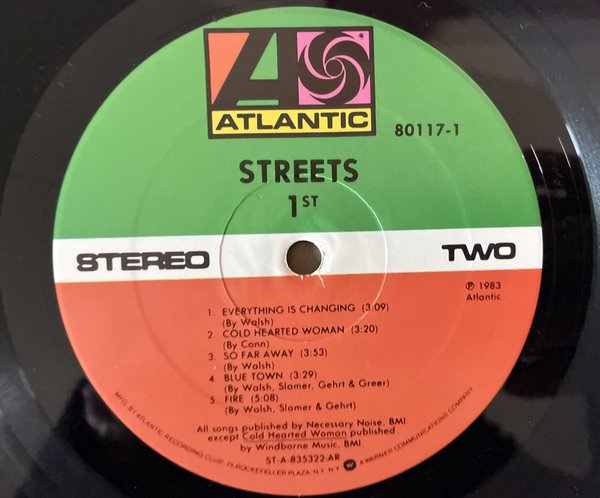 ATLANTIC
80117-1
STREETS
1ST
STEREO
TWO
℗ 1983
Atlantic
1. EVERYTHING IS CHANGING (3:09)
(By Walsh)
2. COLD HEARTED WOMAN (3:20)
(By Conn)
3. SO FAR AWAY (3:53)
(By Walsh)
4. BLUE TOWN (3:29)
(By Walsh, Slamer, Gehrt & Greer)
5. FIRE (5:08)
(By Walsh, Slamer & Gehrt)
All songs published by Necessary Noise, BMI
except Cold Hearted Woman published
by Windborne Music, BMI.
ST-A-835322-AR
MFG. BY ATLANTIC RECORDING CORP. 75 ROCKEFELLER PLAZA, N.Y. N.Y. A WARNER COMMUNICATIONS COMPANY